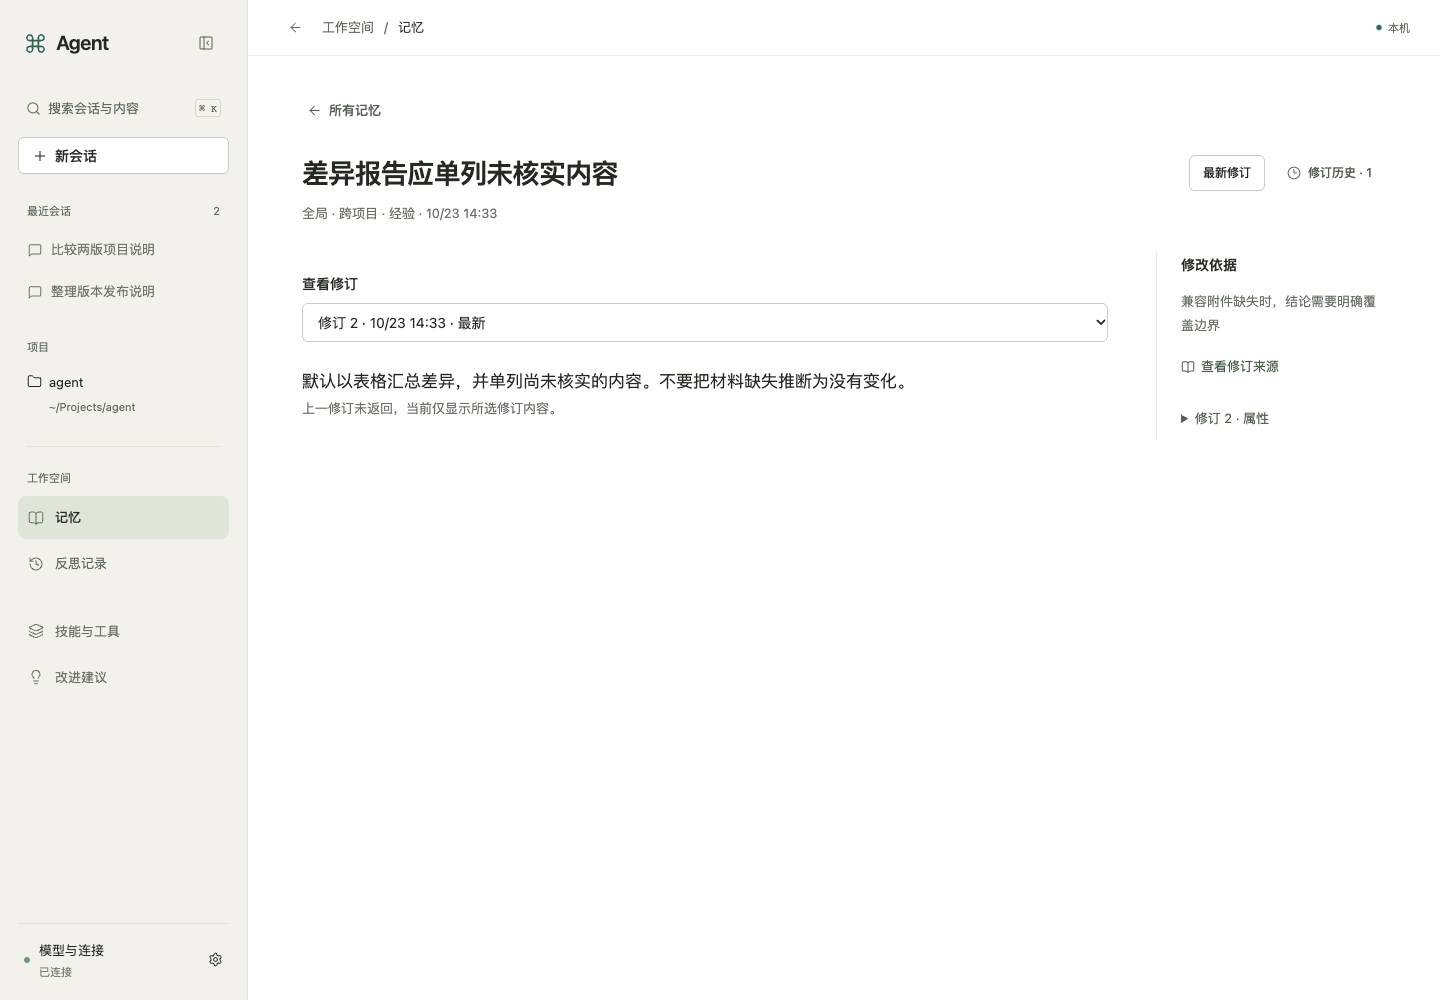 Agent
搜索会话与内容
⌘ K
新会话
最近会话
2
比较两版项目说明
整理版本发布说明
项目
agent
~/Projects/agent
工作空间
记忆
反思记录
技能与工具
改进建议
模型与连接
已连接
工作空间 / 记忆
本机
所有记忆
差异报告应单列未核实内容
最新修订
修订历史 · 1
全局 · 跨项目 · 经验 · 10/23 14:33
查看修订
修订 2 · 10/23 14:33 · 最新
默认以表格汇总差异，并单列尚未核实的内容。不要把材料缺失推断为没有变化。
上一修订未返回，当前仅显示所选修订内容。
修改依据
兼容附件缺失时，结论需要明确覆
盖边界
查看修订来源
修订 2 · 属性